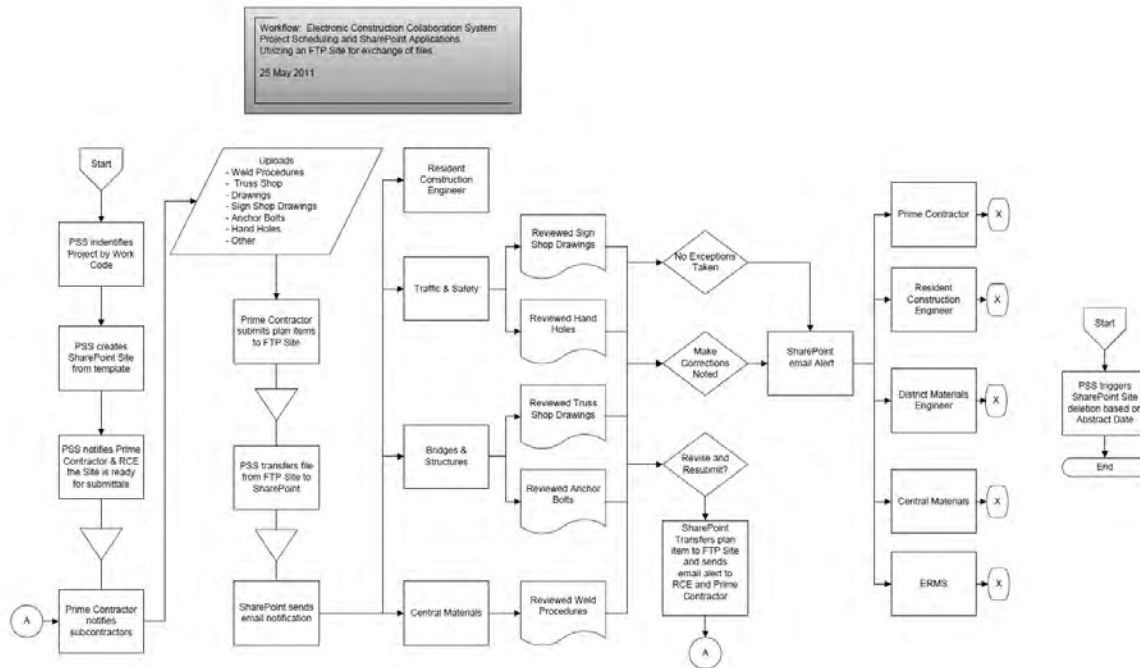 Workflow: Electronic Construction Collaboration System
Project Scheduling and SharePoint Applications
Utilizing an FTP Site for exchange of files.
25 May 2011
Start
PSS indentifies
Project by Work
Code
PSS creates
SharePoint Site
from template
PSS notifies Prime
Contractor & RCE
the Site is ready
for submittals
A
Prime Contractor
notifies
subcontractors
Uploads
- Weld Procedures
- Truss Shop
- Drawings
- Sign Shop Drawings
- Anchor Bolts
- Hand Holes
- Other
Prime Contractor
submits plan items
to FTP Site
PSS transfers file
from FTP Site to
SharePoint
SharePoint sends
email notification
Resident
Construction
Engineer
Traffic & Safety
Bridges &
Structures
Central Materials
Reviewed Sign
Shop Drawings
Reviewed Hand
Holes
Reviewed Truss
Shop Drawings
Reviewed Anchor
Bolts
Reviewed Weld
Procedures
No Exceptions
Taken
Make
Corrections
Noted
Revise and
Resubmit?
SharePoint
Transfers plan
item to FTP Site
and sends
email alert to
RCE and Prime
Contractor
A
SharePoint
email Alert
Prime Contractor
X
Resident
Construction
Engineer
X
District Materials
Engineer
X
Central Materials
X
ERMS
X
Start
PSS triggers
SharePoint Site
deletion based on
Abstract Date
End